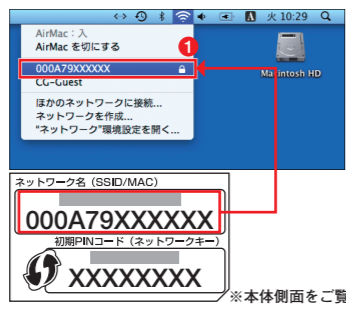 火 10:29
AirMac：入
AirMac を切にする
1
000A79XXXXXX
CG-Guest
ほかのネットワークに接続...
ネットワークを作成...
“ネットワーク”環境設定を開く...
Macintosh HD
ネットワーク名（SSID/MAC）
000A79XXXXXX
初期PINコード（ネットワークキー）
XXXXXXXX
※本体側面をご覧